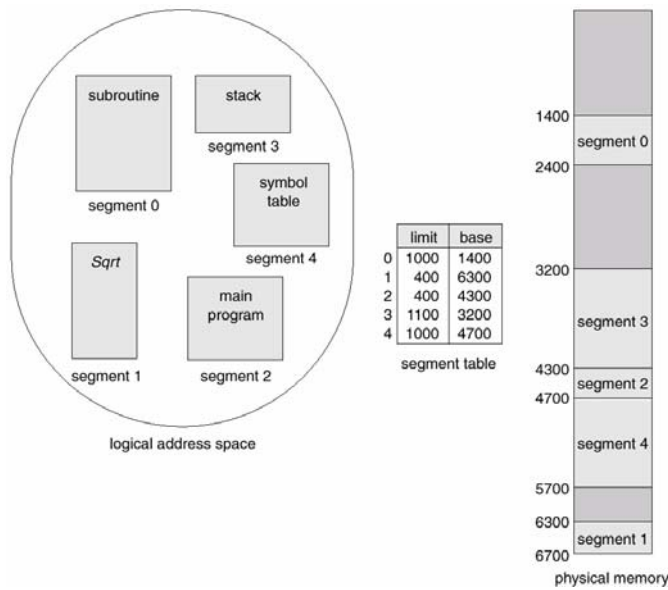 subroutine
segment 0
stack
segment 3
symbol
table
segment 4
Sqrt
segment 1
main
program
segment 2
logical address space
limit base
0 1000 1400
1 400 6300
2 400 4300
3 1100 3200
4 1000 4700
segment table
1400
segment 0
2400
3200
segment 3
4300
segment 2
4700
segment 4
5700
6300
segment 1
6700
physical memory